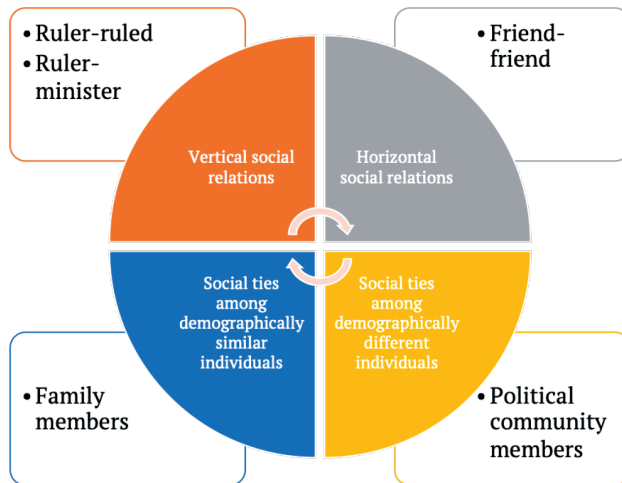 • Ruler-ruled
• Ruler-
minister
• Friend-
friend
Vertical social
relations
Horizontal
social relations
Social ties
among
demographically
similar
individuals
Social ties
among
demographically
different
individuals
• Family
members
• Political
community
members